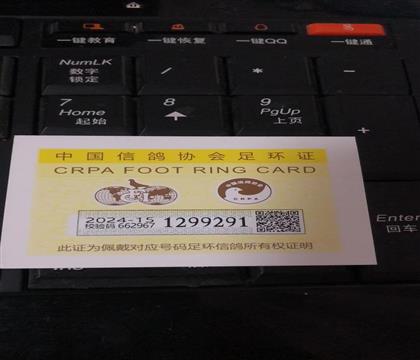 一键教育
一键恢复
一键QQ
一键通
NumLK
数字
锁定
/
*
-
7
Home
起始
8
9
PgUp
上页
中国信鸽协会足环证
CRPA FOOT RING CARD
CRPA
2024-15
校验码 662967
1299291
此证为佩戴对应号码足环信鸽所有权证明
Enter
回车